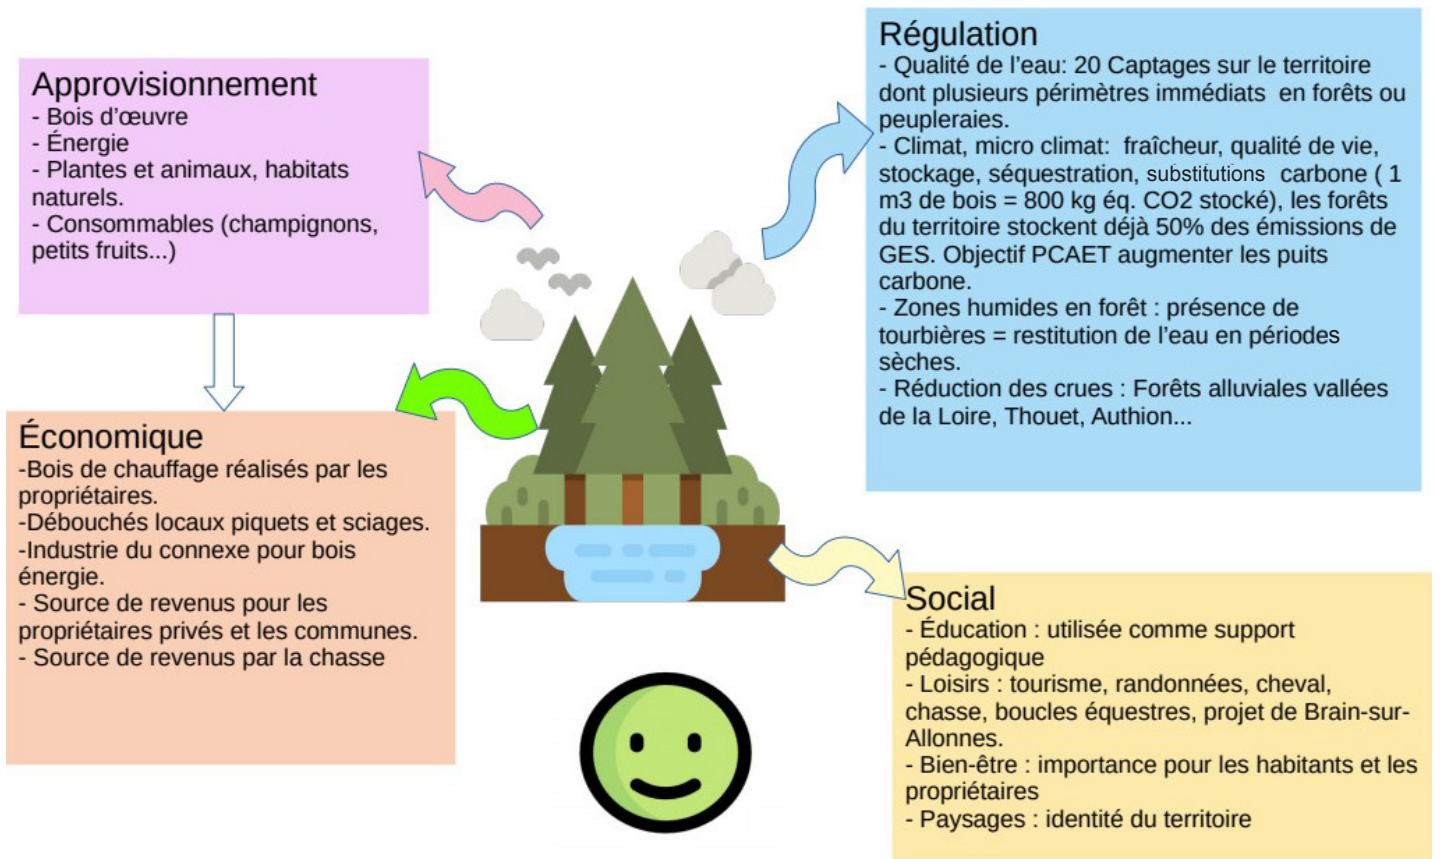 Approvisionnement
- Bois d'œuvre
- Énergie
- Plantes et animaux, habitats
naturels.
- Consommables (champignons,
petits fruits...)
Économique
-Bois de chauffage réalisés par les
propriétaires.
-Débouchés locaux piquets et sciages.
-Industrie du connexe pour bois
énergie.
- Source de revenus pour les
propriétaires privés et les communes.
- Source de revenus par la chasse
Régulation
- Qualité de l'eau: 20 Captages sur le territoire
dont plusieurs périmètres immédiats en forêts ou
peupleraies.
- Climat, micro climat: fraîcheur, qualité de vie,
stockage, séquestration, substitutions carbone ( 1
m3 de bois = 800 kg éq. CO2 stocké), les forêts
du territoire stockent déjà 50% des émissions de
GES. Objectif PCAET augmenter les puits
carbone.
- Zones humides en forêt : présence de
tourbières = restitution de l'eau en périodes
sèches.
- Réduction des crues : Forêts alluviales vallées
de la Loire, Thouet, Authion...
Social
- Éducation : utilisée comme support
pédagogique
- Loisirs : tourisme, randonnées, cheval,
chasse, boucles équestres, projet de Brain-sur-
Allonnes.
- Bien-être : importance pour les habitants et les
propriétaires
- Paysages : identité du territoire